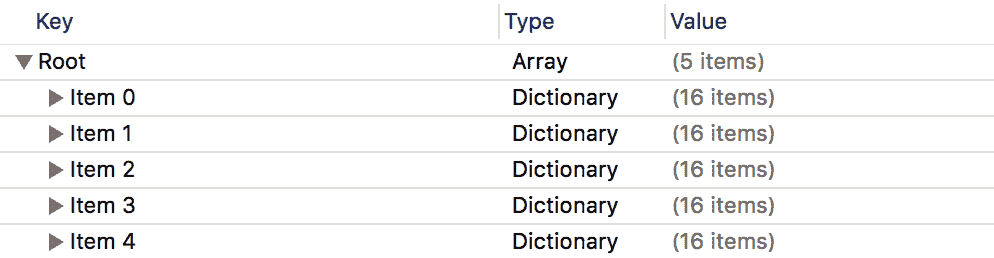 Key Type Value
Root Array (5 items)
Item 0 Dictionary (16 items)
Item 1 Dictionary (16 items)
Item 2 Dictionary (16 items)
Item 3 Dictionary (16 items)
Item 4 Dictionary (16 items)